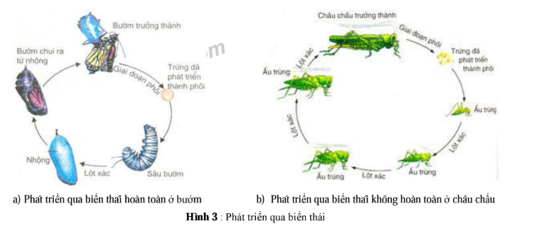 Bướm trưởng thành
Bướm chui ra
từ nhộng
Giai đoạn phôi
Trứng đã
phát triển
thành phôi
Nhộng
Lột xác
Sâu bướm
m
Châu chấu trưởng thành
Giai đoạn phôi
Trứng đã
phát triển
thành phôi
Lột xác
Ấu trùng
Ấu trùng
Lột xác
Lột xác
Ấu trùng
Lột xác
Ấu trùng
a) Phát triển qua biến thái hoàn toàn ở bướm
b) Phát triển qua biến thái không hoàn toàn ở châu chấu
Hình 3 : Phát triển qua biến thái